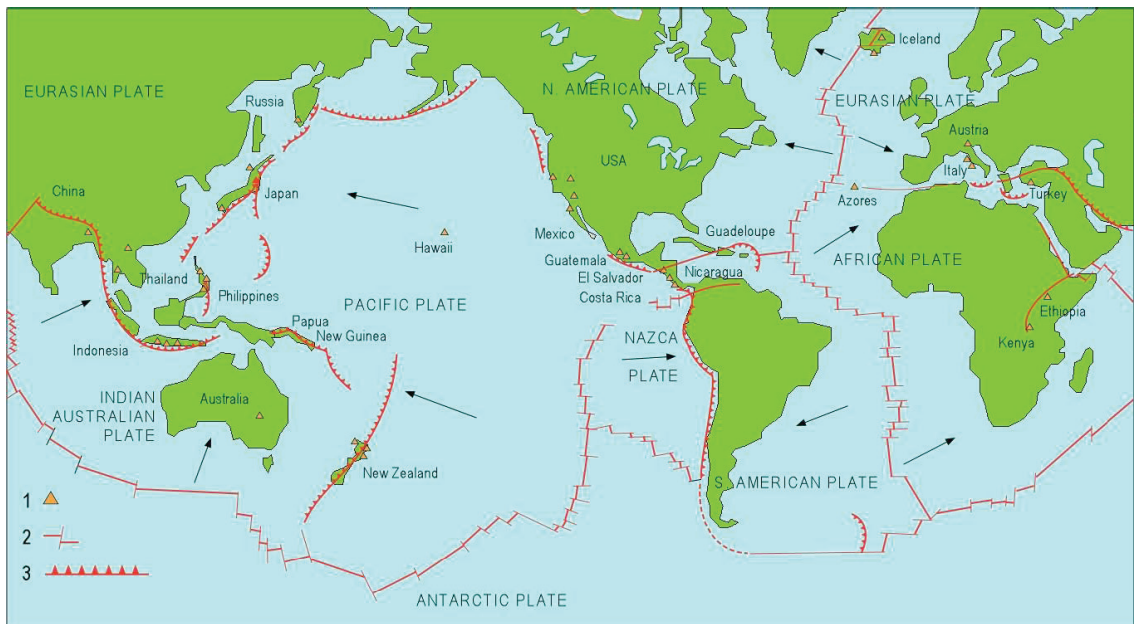 Iceland
EURASIAN PLATE
N. AMERICAN PLATE
EURASIAN PLATE
Russia
Austria
USA
Italy
China
Japan
Azores
Turkey
Mexico
Guadeloupe
Hawaii
Guatemala
AFRICAN PLATE
Thailand
El Salvador
Nicaragua
Philippines
Costa Rica
PACIFIC PLATE
Ethiopia
Papua
New Guinea
NAZCA
PLATE
Kenya
Indonesia
INDIAN
AUSTRALIAN
PLATE
Australia
New Zealand
S. AMERICAN PLATE
1
2
3
ANTARCTIC PLATE